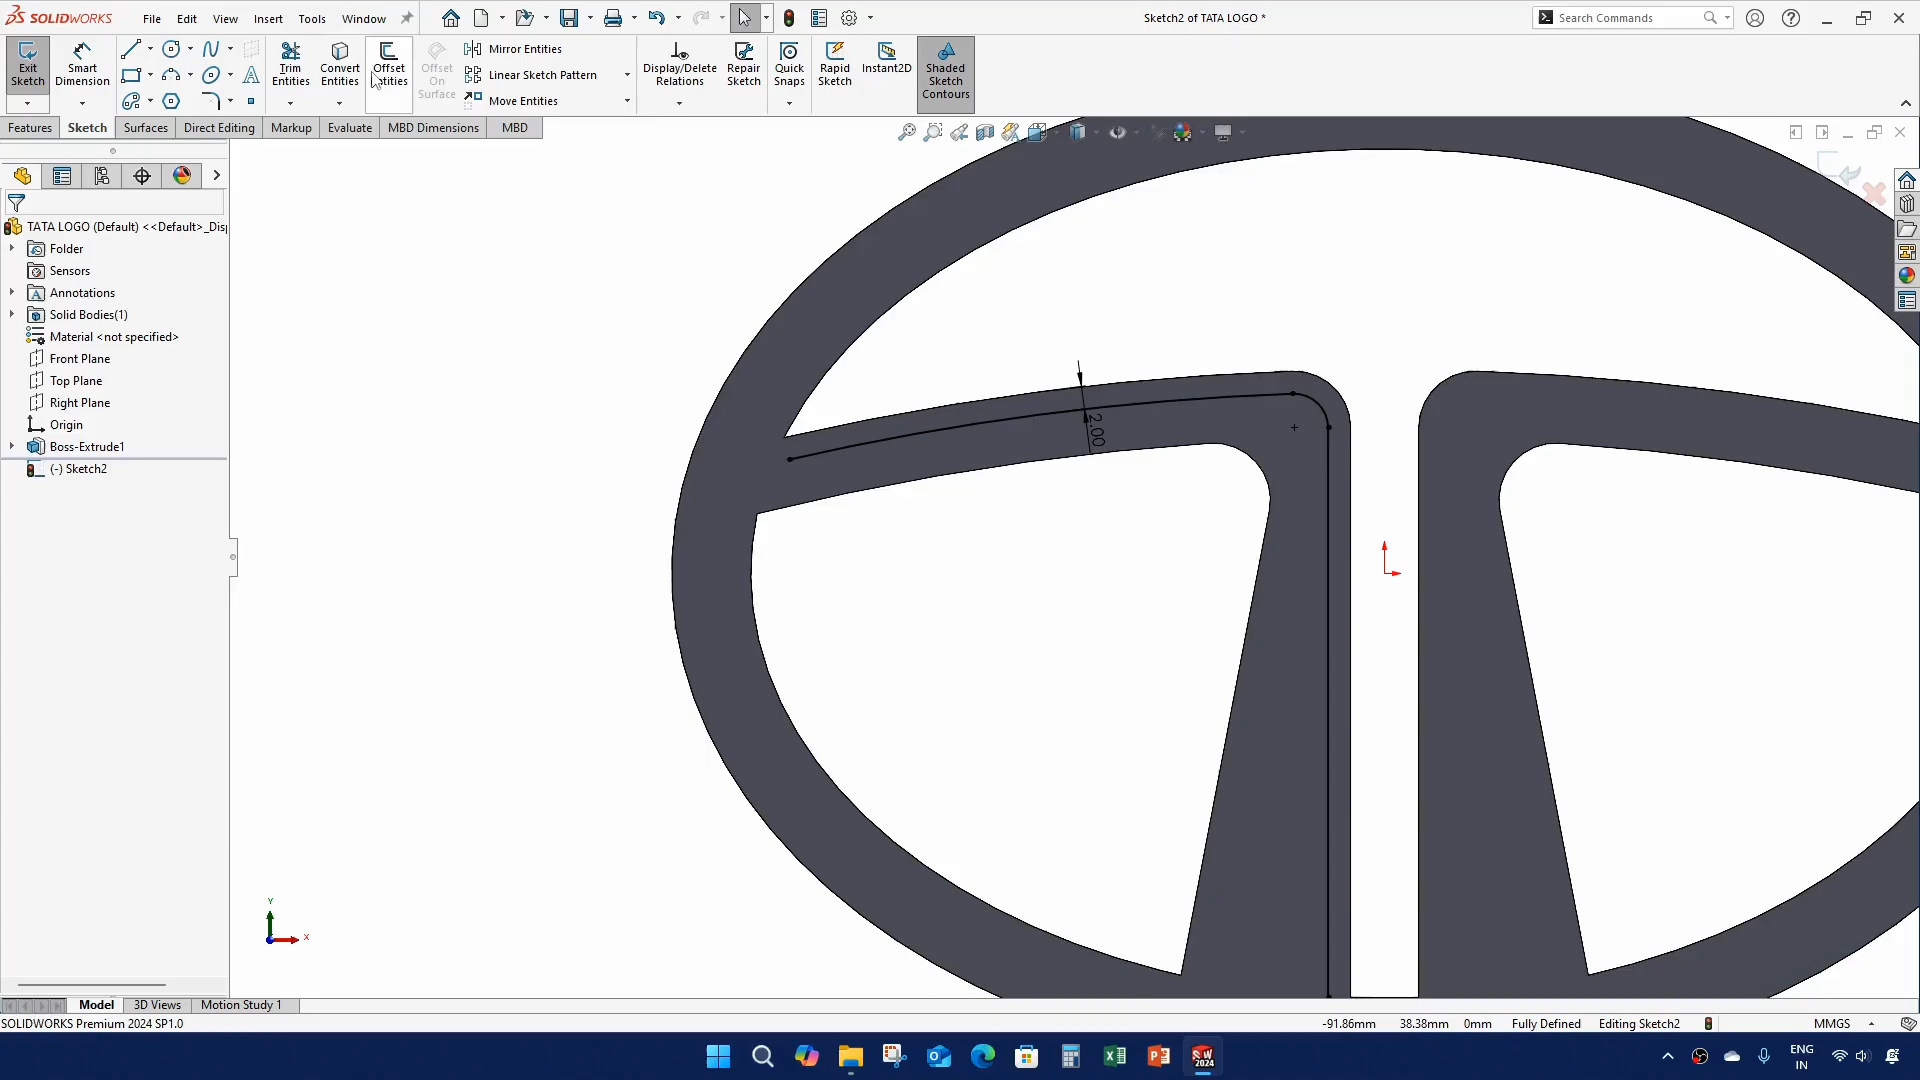 SOLIDWORKS File Edit View Insert Tools Window Sketch2 of TATA LOGO * Search Commands
Exit Sketch
Smart Dimension
Trim Entities
Convert Entities
Offset Entities
Offset On Surface
Mirror Entities
Linear Sketch Pattern
Move Entities
Display/Delete Relations
Repair Sketch
Quick Snaps
Rapid Sketch
Instant2D
Shaded Sketch Contours
Features Sketch Surfaces Direct Editing Markup Evaluate MBD Dimensions MBD
TATA LOGO (Default) <<Default>_Disp
Folder
Sensors
Annotations
Solid Bodies(1)
Material <not specified>
Front Plane
Top Plane
Right Plane
Origin
Boss-Extrude1
(-) Sketch2
2.00
Y
X
Model 3D Views Motion Study 1
SOLIDWORKS Premium 2024 SP1.0 -91.86mm 38.38mm 0mm Fully Defined Editing Sketch2 MMGS
SW 2024
ENG
IN